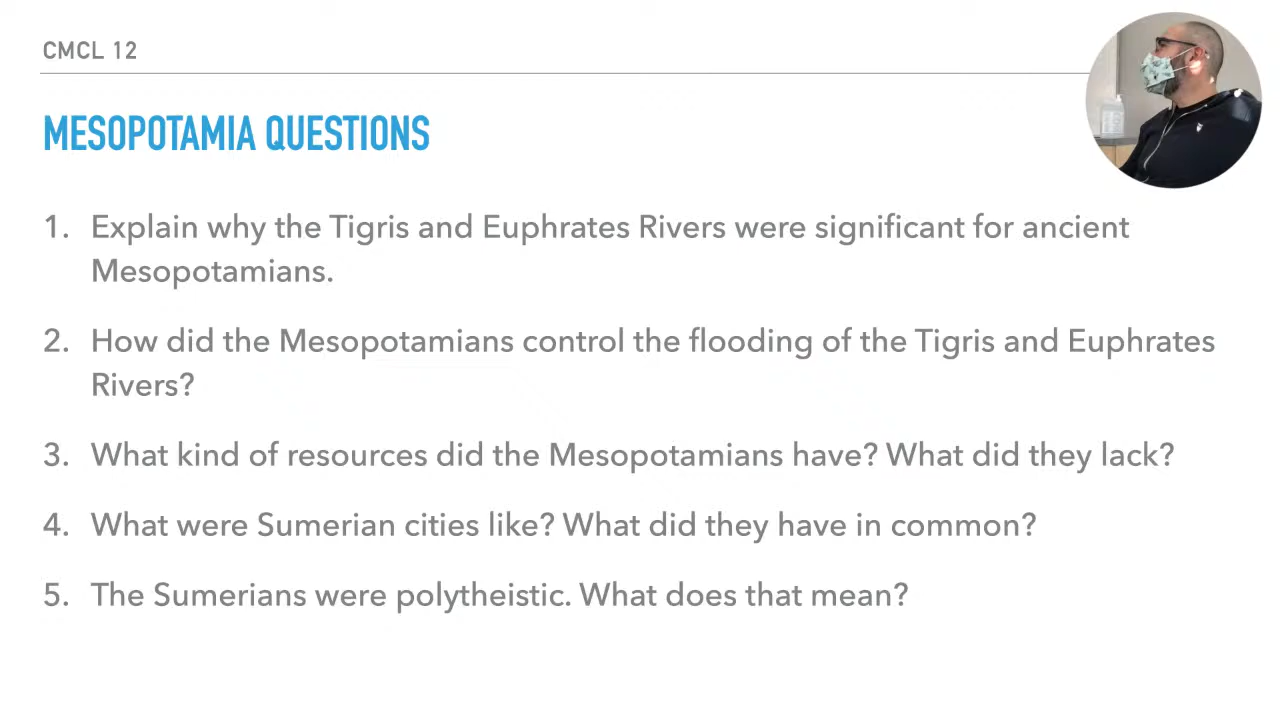 CMCL 12
MESOPOTAMIA QUESTIONS
1. Explain why the Tigris and Euphrates Rivers were significant for ancient
Mesopotamians.
2. How did the Mesopotamians control the flooding of the Tigris and Euphrates
Rivers?
3. What kind of resources did the Mesopotamians have? What did they lack?
4. What were Sumerian cities like? What did they have in common?
5. The Sumerians were polytheistic. What does that mean?